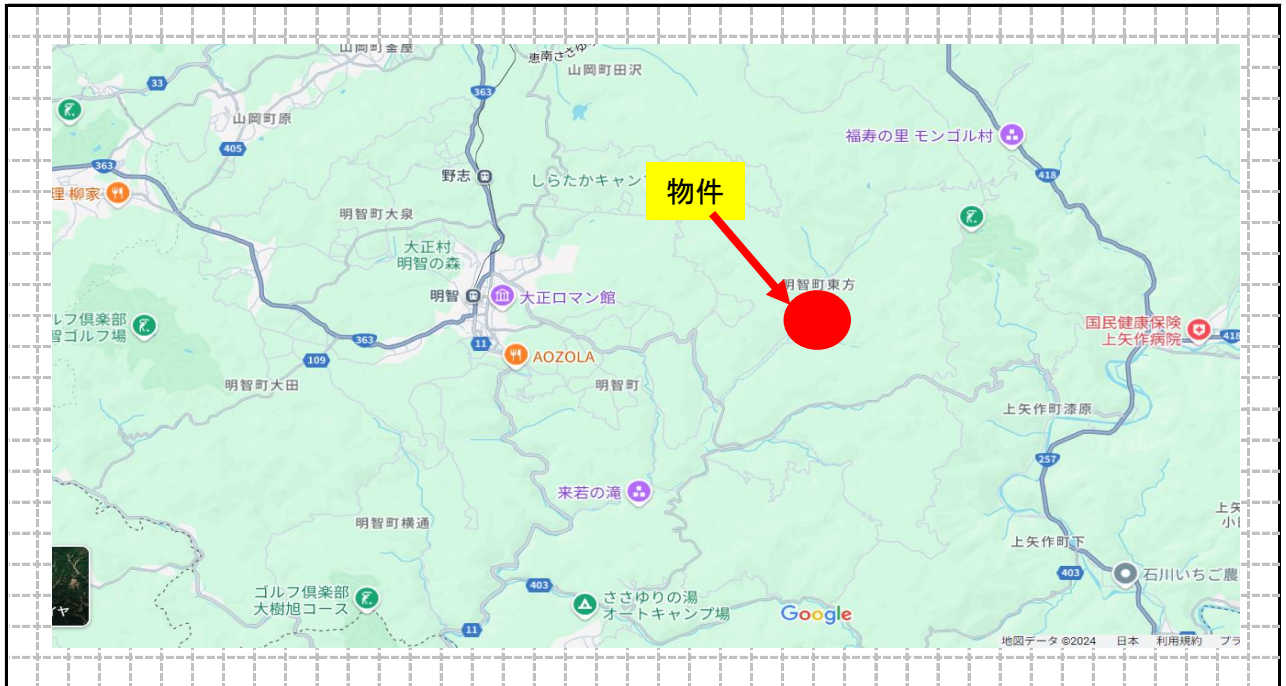 山岡町釜屋
恵南ささゆり
山岡町田沢
33
363
山岡町原
405
福寿の里 モンゴル村
418
363
理 柳家
野志
しらたかキャン
物件
明智町大泉
大正村
明智の森
明智町東方
明智
大正ロマン館
ルフ倶楽部
智ゴルフ場
国民健康保険
上矢作病院
418
363
11
109
AOZOLA
明智町大田
明智町
上矢作町漆原
257
来若の滝
明智町横通
上矢
上矢作町下
403
403
石川いちご農
ゴルフ倶楽部
大樹旭コース
ささゆりの湯
オートキャンプ場
イヤ
11
Google
地図データ ©2024 日本 利用規約 プラ